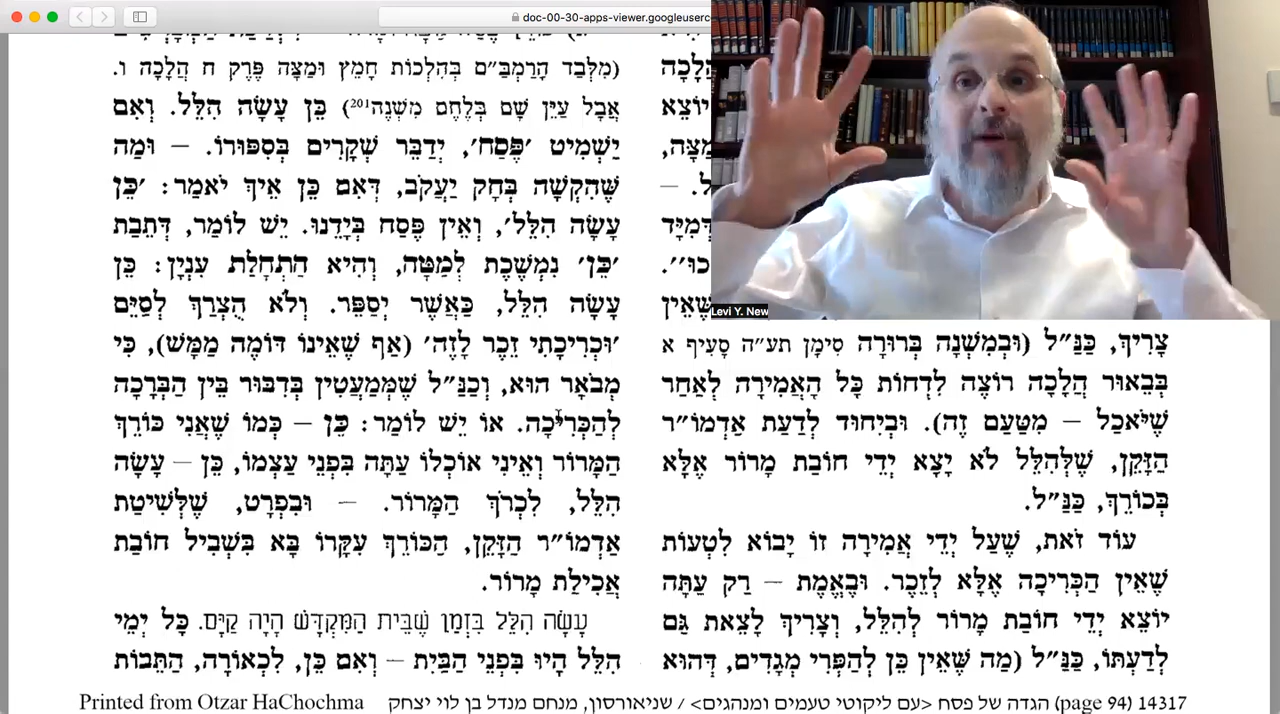 doc-00-30-apps-viewer.googleuserc
הֲלָכָה
יוֹצֵא
מַצָּה,
ל. –
דְּמִיָּד
כוּ״.
שֶׁאֵין
צָרִיךְ, כַּנַּ״ל (וּבְמִשְׁנָה בְּרוּרָה סִימָן תע״ה סָעִיף א
בְּבֵאוּר הֲלָכָה רוֹצֶה לִדְחוֹת כָּל הָאֲמִירָה לְאַחַר
שֶׁיֹּאכַל – מִטַּעַם זֶה). וּבְיִחוּד לְדַעַת אַדְמוֹ״ר
הַזָּקֵן, שֶׁלְּהִלֵּל לֹא יָצָא יְדֵי חוֹבַת מָרוֹר אֶלָּא
בְּכוֹרֵךְ, כַּנַּ״ל.
עוֹד זֹאת, שֶׁעַל יְדֵי אֲמִירָה זוֹ יָבוֹא לִטְעוֹת
שֶׁאֵין הַכְּרִיכָה אֶלָּא לְזֵכֶר. וּבֶאֱמֶת – רַק עַתָּה
יוֹצֵא יְדֵי חוֹבַת מָרוֹר לְהִלֵּל, וְצָרִיךְ לָצֵאת גַּם
לְדַעְתּוֹ, כַּנַּ״ל (מַה שֶּׁאֵין כֵּן לְהַפְּרִי מְגָדִים, דְּהוּא
(מִלְּבַד הָרַמְבַּ״ם בְּהִלְכוֹת חָמֵץ וּמַצָּה פֶּרֶק ח הֲלָכָה ו.
אֲבָל עַיֵּן שָׁם בְּלֶחֶם מִשְׁנֶה201) כֵּן עָשָׂה הִלֵּל. וְאִם
יַשְׁמִיט ׳פֶּסַח׳, יְדַבֵּר שְׁקָרִים בְּסִפּוּרוֹ. – וּמַה
שֶּׁהִקְשָׁה בְּחָק יַעֲקֹב, דְּאִם כֵּן אֵיךְ יֹאמַר: ׳כֵּן
עָשָׂה הִלֵּל׳, וְאֵין פֶּסַח בְּיָדֵנוּ. יֵשׁ לוֹמַר, דְּתֵבַת
׳כֵּן׳ נִמְשֶׁכֶת לְמַטָּה, וְהִיא הַתְחָלַת עִנְיָן: כֵּן
עָשָׂה הִלֵּל, כַּאֲשֶׁר יְסַפֵּר. וְלֹא הֻצְרַךְ לְסַיֵּם
׳וּכְרִיכָתִי זֵכֶר לָזֶה׳ (אַף שֶׁאֵינוֹ דּוֹמֶה מַמָּשׁ), כִּי
מְבֹאָר הוּא, וְכַנַּ״ל שֶׁמְּמַעֲטִין בְּדִבּוּר בֵּין הַבְּרָכָה
לְהַכְּרִיכָה. אוֹ יֵשׁ לוֹמַר: כֵּן – כְּמוֹ שֶׁאֲנִי כּוֹרֵךְ
הַמָּרוֹר וְאֵינִי אוֹכְלוֹ עַתָּה בִּפְנֵי עַצְמוֹ, כֵּן – עָשָׂה
הִלֵּל, לִכְרֹךְ הַמָּרוֹר. – וּבִפְרָט, שֶׁלְּשִׁיטַת
אַדְמוֹ״ר הַזָּקֵן, הַכּוֹרֵךְ עִקָּרוֹ בָּא בִּשְׁבִיל חוֹבַת
אֲכִילַת מָרוֹר.
עָשָׂה הִלֵּל בִּזְמַן שֶׁבֵּית הַמִּקְדָּשׁ הָיָה קַיָּם. כָּל יְמֵי
הִלֵּל הָיוּ בִּפְנֵי הַבַּיִת – וְאִם כֵּן, לִכְאוֹרָה, הַתֵּבוֹת
Levi Y. New
הגדה של פסח <עם ליקוטי טעמים ומנהגים> / שניאורסון, מנחם מנדל בן לוי יצחק (page 94) 14317
Printed from Otzar HaChochma